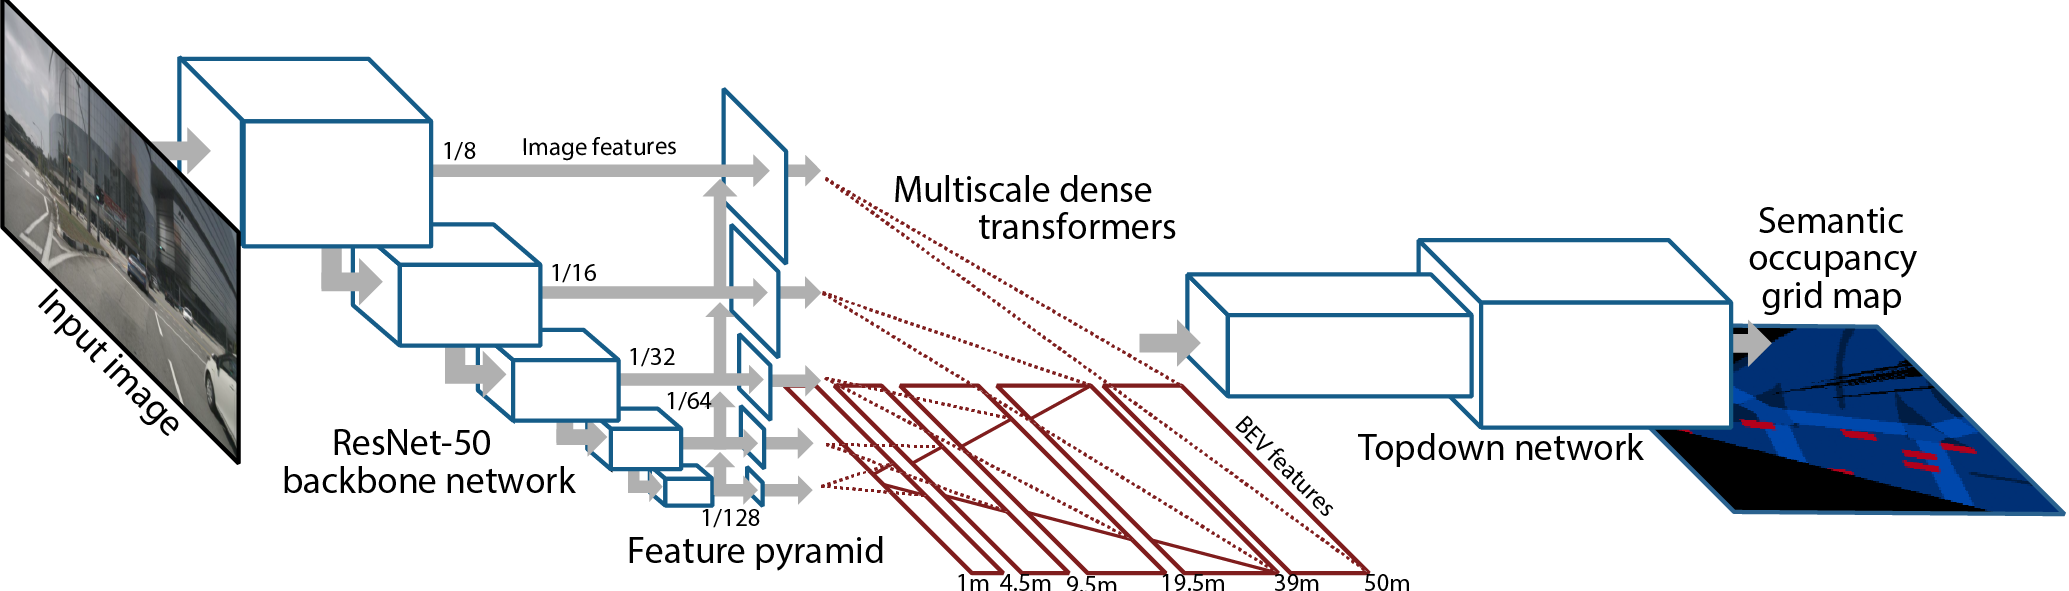 Input image
1/8
Image features
1/16
1/32
1/64
1/128
ResNet-50
backbone network
Feature pyramid
Multiscale dense
transformers
BEV features
1m
4.5m
9.5m
19.5m
39m
50m
Topdown network
Semantic
occupancy
grid map